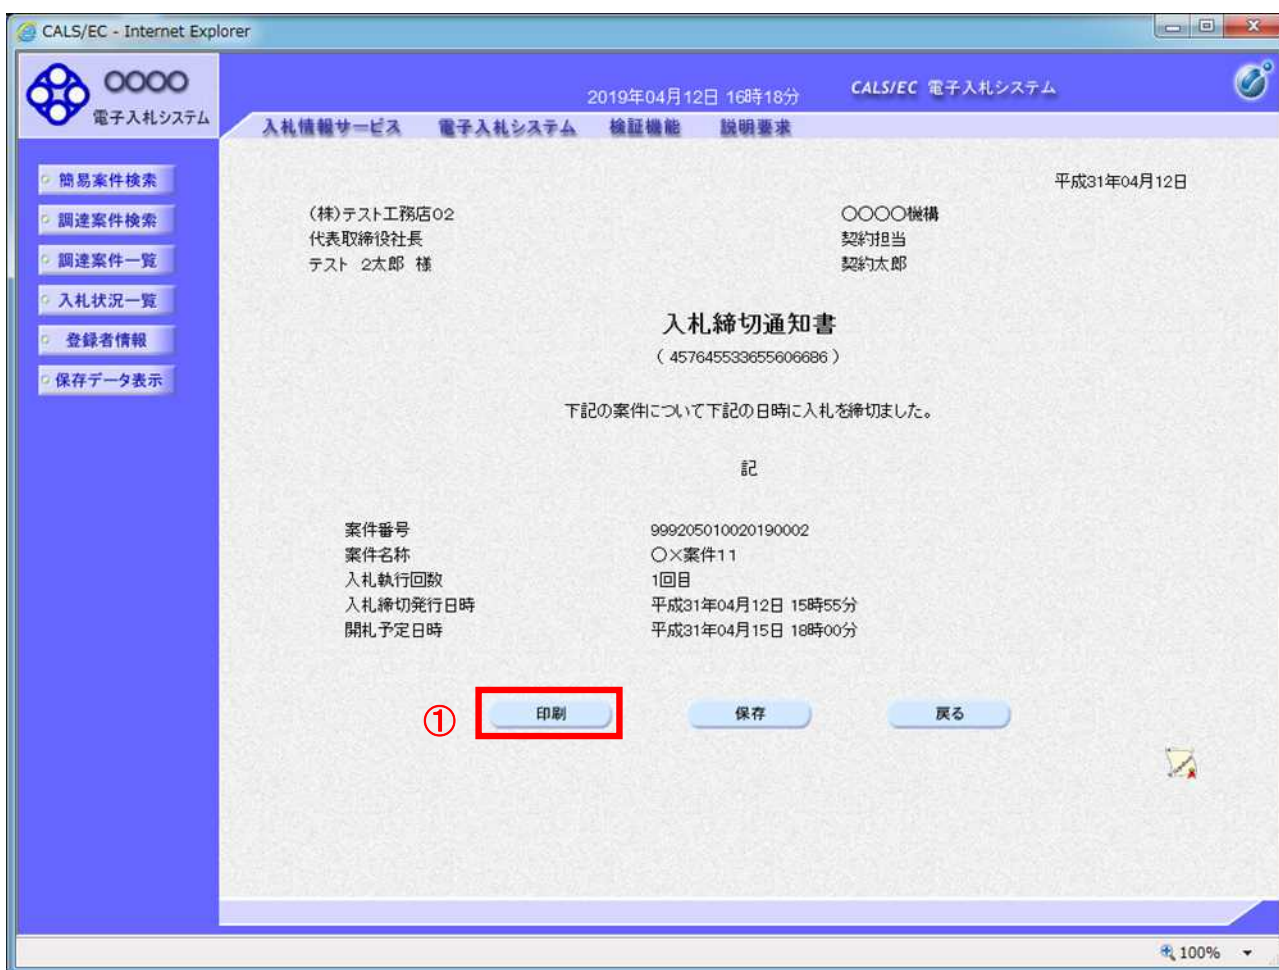 CALS/EC - Internet Explorer
OOOO
電子入札システム
2019年04月12日 16時18分
CALS/EC 電子入札システム
入札情報サービス 電子入札システム 検証機能 説明要求
簡易案件検索
調達案件検索
調達案件一覧
入札状況一覧
登録者情報
保存データ表示
平成31年04月12日
(株)テスト工務店02
代表取締役社長
テスト 2太郎 様
〇〇〇〇機構
契約担当
契約太郎
入札締切通知書
( 457645533655606686 )
下記の案件について下記の日時に入札を締切ました。
記
案件番号 999205010020190002
案件名称 〇×案件11
入札執行回数 1回目
入札締切発行日時 平成31年04月12日 15時55分
開札予定日時 平成31年04月15日 18時00分
① 印刷 保存 戻る
100%